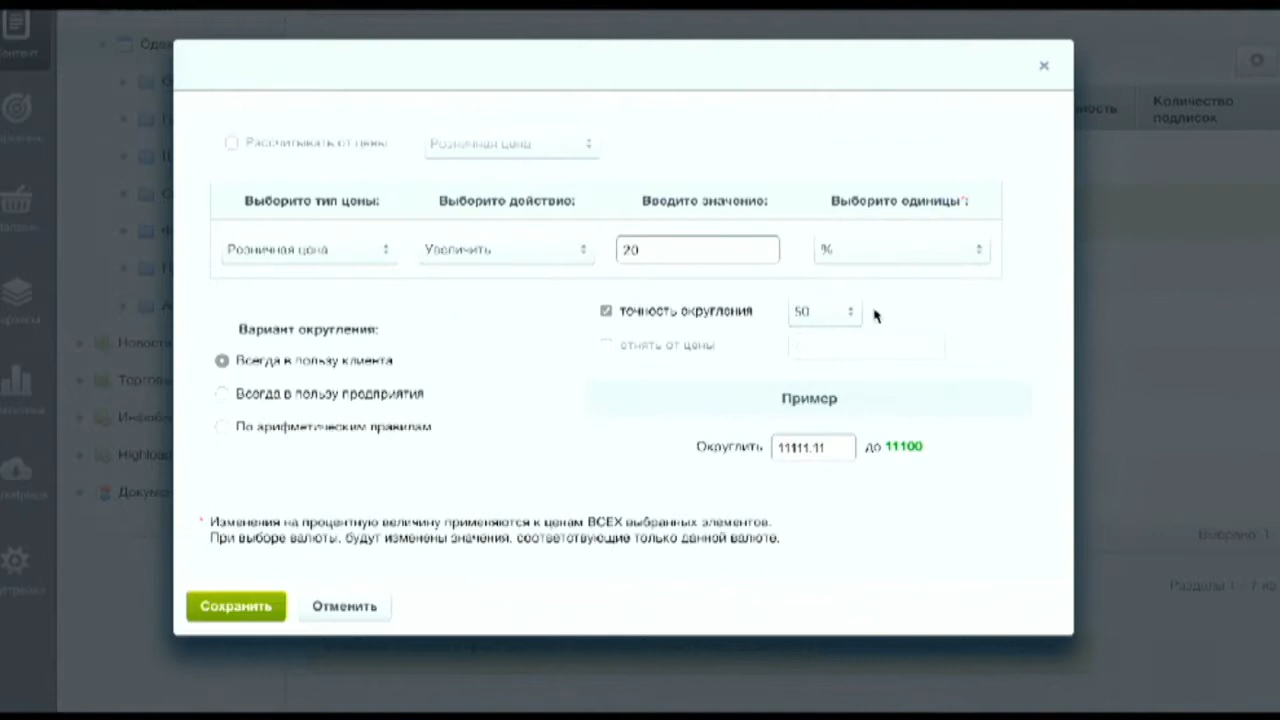 Количество
подписок
Рассчитывать от цены
Розничная цена
Выберите тип цены:
Выберите действие:
Введите значение:
Выберите единицы*:
Розничная цена
Увеличить
20
%
точность округления
50
Вариант округления:
отнять от цены
Всегда в пользу клиента
Всегда в пользу предприятия
Пример
По арифметическим правилам
Округлить 11111.11 до 11100
* Изменения на процентную величину применяются к ценам ВСЕХ выбранных элементов.
При выборе валюты, будут изменены значения, соответствующие только данной валюте.
Выбрано: 1
Сохранить
Отменить